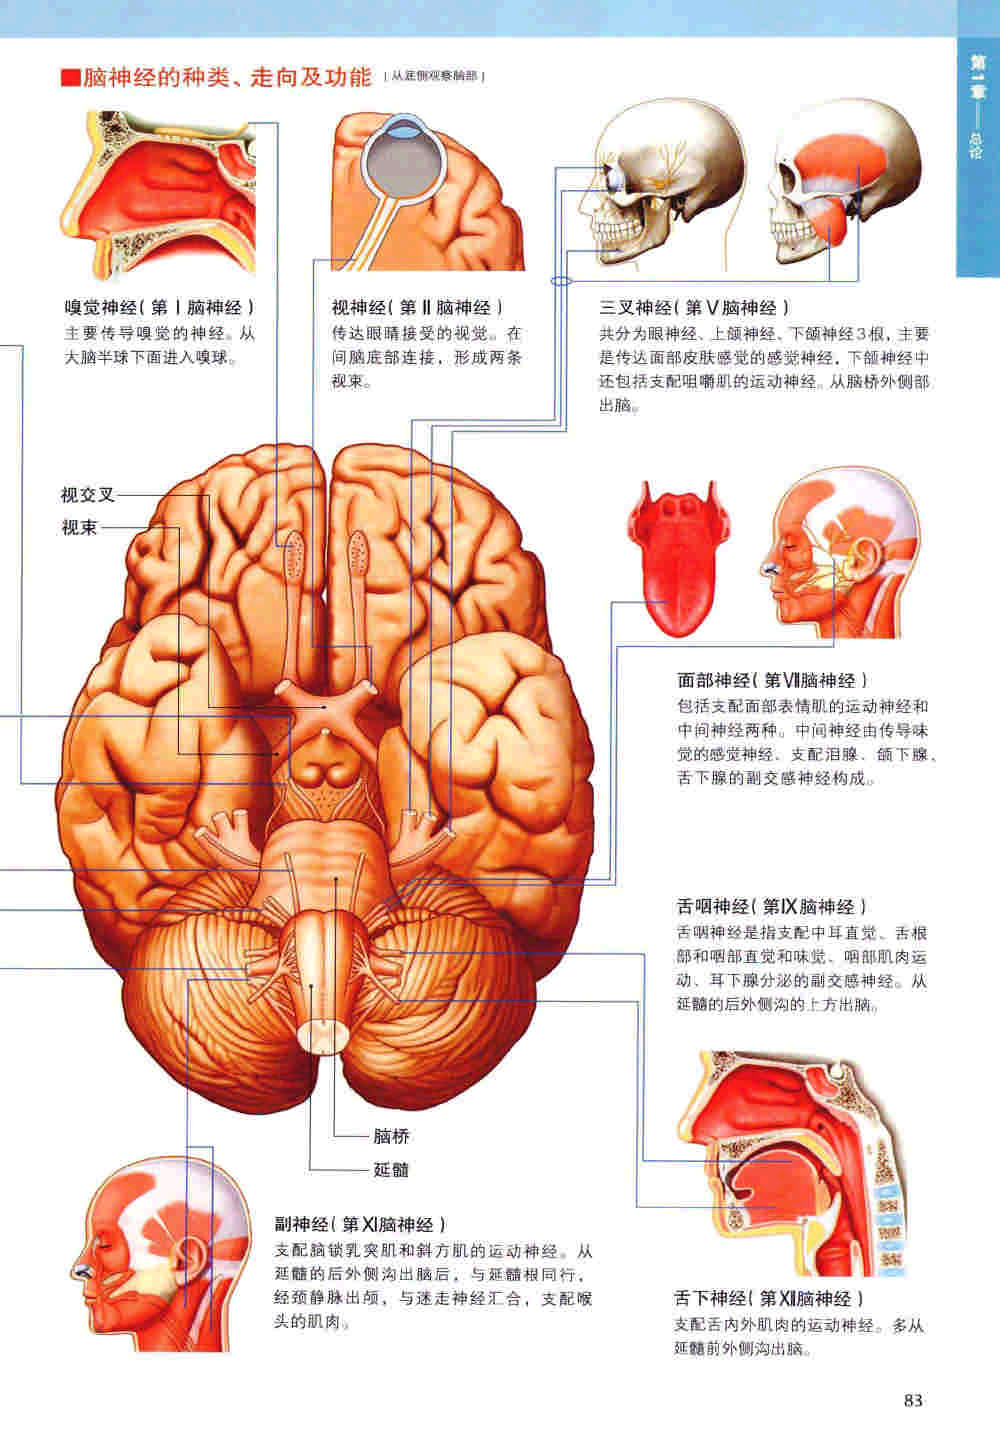 第1章——总论
■脑神经的种类、走向及功能(从底侧观察脑部)
嗅觉神经(第Ⅰ脑神经)
主要传导嗅觉的神经。从
大脑半球下面进入嗅球。
视神经(第Ⅱ脑神经)
传达眼睛接受的视觉。在
间脑底部连接，形成两条
视束。
三叉神经(第Ⅴ脑神经)
共分为眼神经、上颌神经、下颌神经3根，主要
是传达面部皮肤感觉的感觉神经，下颌神经中
还包括支配咀嚼肌的运动神经。从脑桥外侧部
出脑。
视交叉
视束
面部神经(第Ⅶ脑神经)
包括支配面部表情肌的运动神经和
中间神经两种。中间神经由传导味
觉的感觉神经、支配泪腺、颌下腺、
舌下腺的副交感神经构成。
舌咽神经(第Ⅸ脑神经)
舌咽神经是指支配中耳直觉、舌根
部和咽部直觉和味觉、咽部肌肉运
动、耳下腺分泌的副交感神经。从
延髓的后外侧沟的上方出脑。
脑桥
延髓
副神经(第Ⅺ脑神经)
支配脑锁乳突肌和斜方肌的运动神经。从
延髓的后外侧沟出脑后，与延髓根同行，
经颈静脉出颅，与迷走神经汇合，支配喉
头的肌肉。
舌下神经(第Ⅻ脑神经)
支配舌内外肌肉的运动神经。多从
延髓前外侧沟出脑。
83